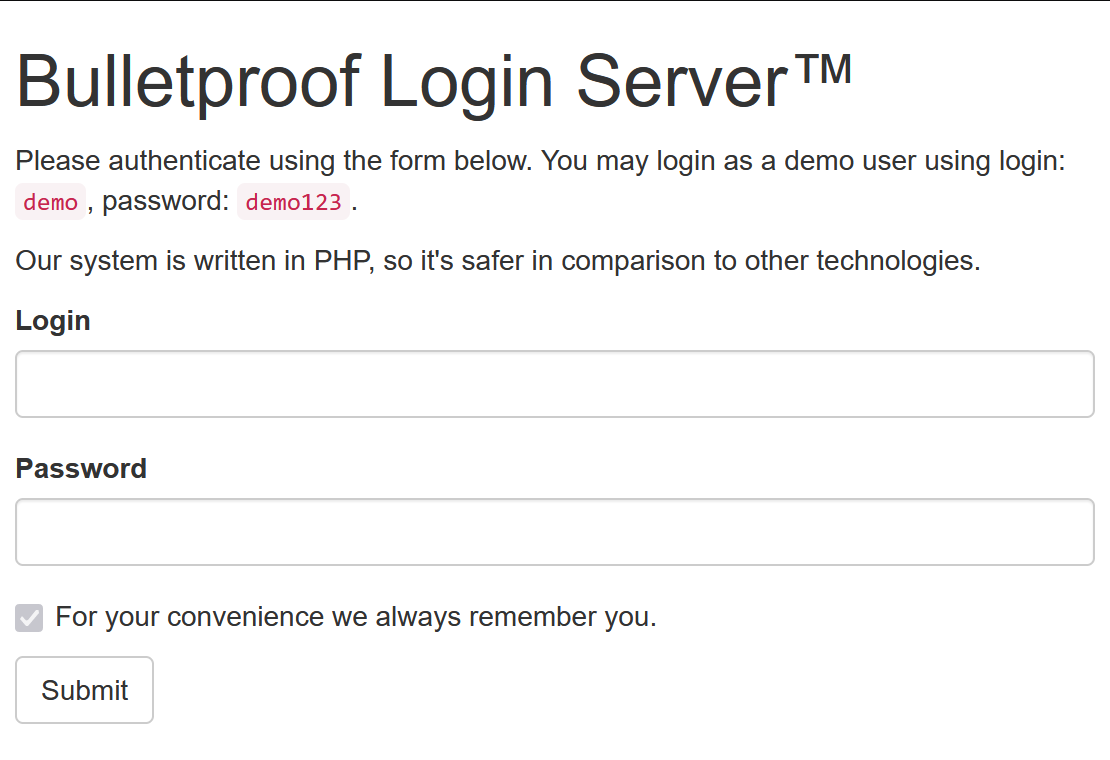 Bulletproof Login Server™
Please authenticate using the form below. You may login as a demo user using login:
demo, password: demo123.
Our system is written in PHP, so it's safer in comparison to other technologies.
Login
Password
For your convenience we always remember you.
Submit